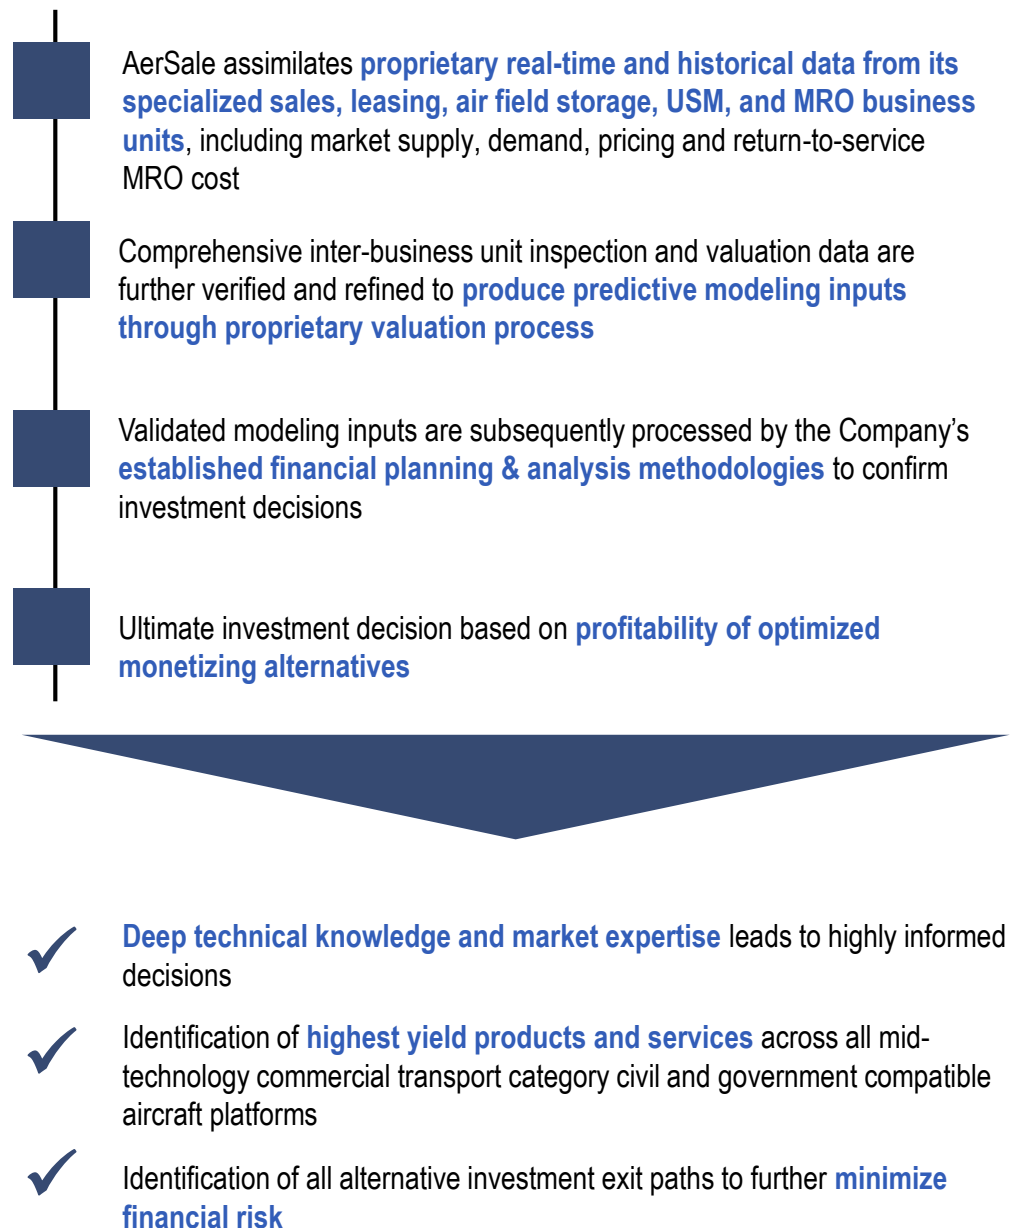 AerSale assimilates proprietary real-time and historical data from its
specialized sales, leasing, air field storage, USM, and MRO business
units, including market supply, demand, pricing and return-to-service
MRO cost
Comprehensive inter-business unit inspection and valuation data are
further verified and refined to produce predictive modeling inputs
through proprietary valuation process
Validated modeling inputs are subsequently processed by the Company’s
established financial planning & analysis methodologies to confirm
investment decisions
Ultimate investment decision based on profitability of optimized
monetizing alternatives
Deep technical knowledge and market expertise leads to highly informed
decisions
Identification of highest yield products and services across all mid-
technology commercial transport category civil and government compatible
aircraft platforms
Identification of all alternative investment exit paths to further minimize
financial risk